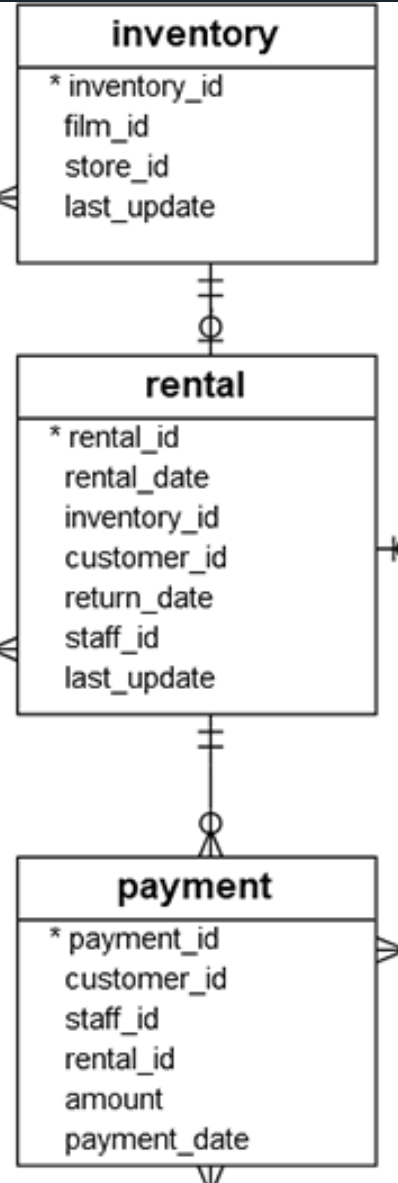 inventory
* inventory_id
film_id
store_id
last_update
rental
* rental_id
rental_date
inventory_id
customer_id
return_date
staff_id
last_update
payment
* payment_id
customer_id
staff_id
rental_id
amount
payment_date